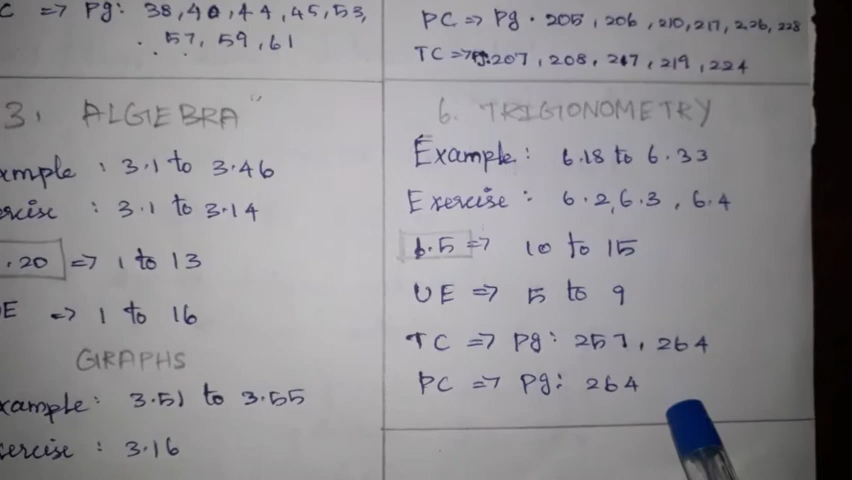 C => Pg: 38, 40, 44, 45, 53,
57, 59, 61
3. ALGEBRA
xample : 3.1 to 3.46
ercise : 3.1 to 3.14
.20 => 1 to 13
E => 1 to 16
GRAPHS
xample: 3.51 to 3.55
ercise : 3.16
PC => Pg. 205, 206, 210, 217, 226, 228
TC => Pg. 207, 208, 217, 219, 224
6. TRIGIONOMETRY
Example: 6.18 to 6.33
Exercise: 6.2, 6.3, 6.4
6.5 => 10 to 15
UE => 5 to 9
TC => Pg: 257, 264
PC => Pg: 264